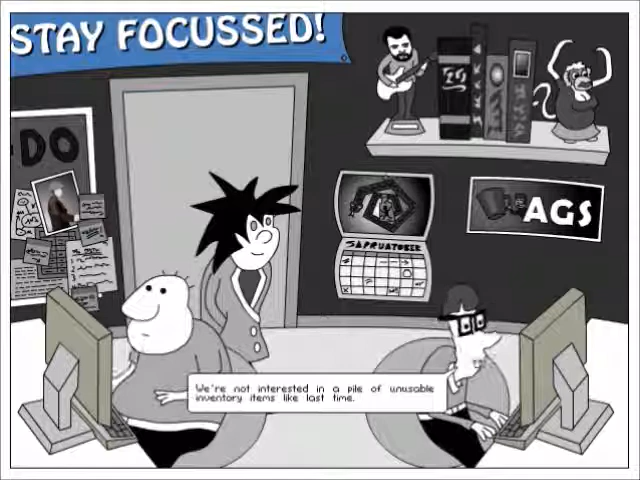 STAY FOCUSSED!
DO
SAPRUATOBER
AGS
We're not interested in a pile of unusable
inventory items like last time.